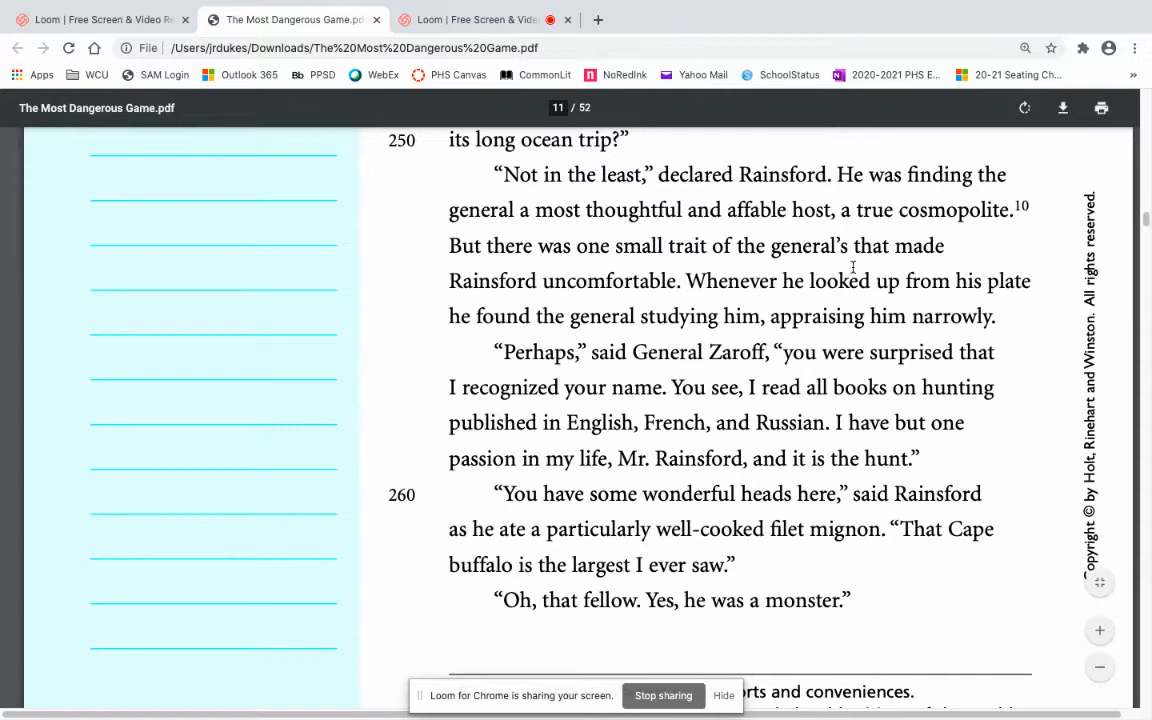 Loom | Free Screen & Video Re
The Most Dangerous Game.pd
Loom | Free Screen & Vide
File
/Users/jrdukes/Downloads/The%20Most%20Dangerous%20Game.pdf
Apps
WCU
SAM Login
Outlook 365
Bb PPSD
WebEx
PHS Canvas
CommonLit
NoRedInk
Yahoo Mail
SchoolStatus
2020-2021 PHS E...
20-21 Seating Ch...
The Most Dangerous Game.pdf
11 / 52
250 its long ocean trip?”
“Not in the least,” declared Rainsford. He was finding the
general a most thoughtful and affable host, a true cosmopolite.¹⁰
But there was one small trait of the general’s that made
Rainsford uncomfortable. Whenever he looked up from his plate
he found the general studying him, appraising him narrowly.
“Perhaps,” said General Zaroff, “you were surprised that
I recognized your name. You see, I read all books on hunting
published in English, French, and Russian. I have but one
passion in my life, Mr. Rainsford, and it is the hunt.”
260 “You have some wonderful heads here,” said Rainsford
as he ate a particularly well-cooked filet mignon. “That Cape
buffalo is the largest I ever saw.”
“Oh, that fellow. Yes, he was a monster.”
Copyright © by Holt, Rinehart and Winston. All rights reserved.
orts and conveniences.
Loom for Chrome is sharing your screen.
Stop sharing
Hide